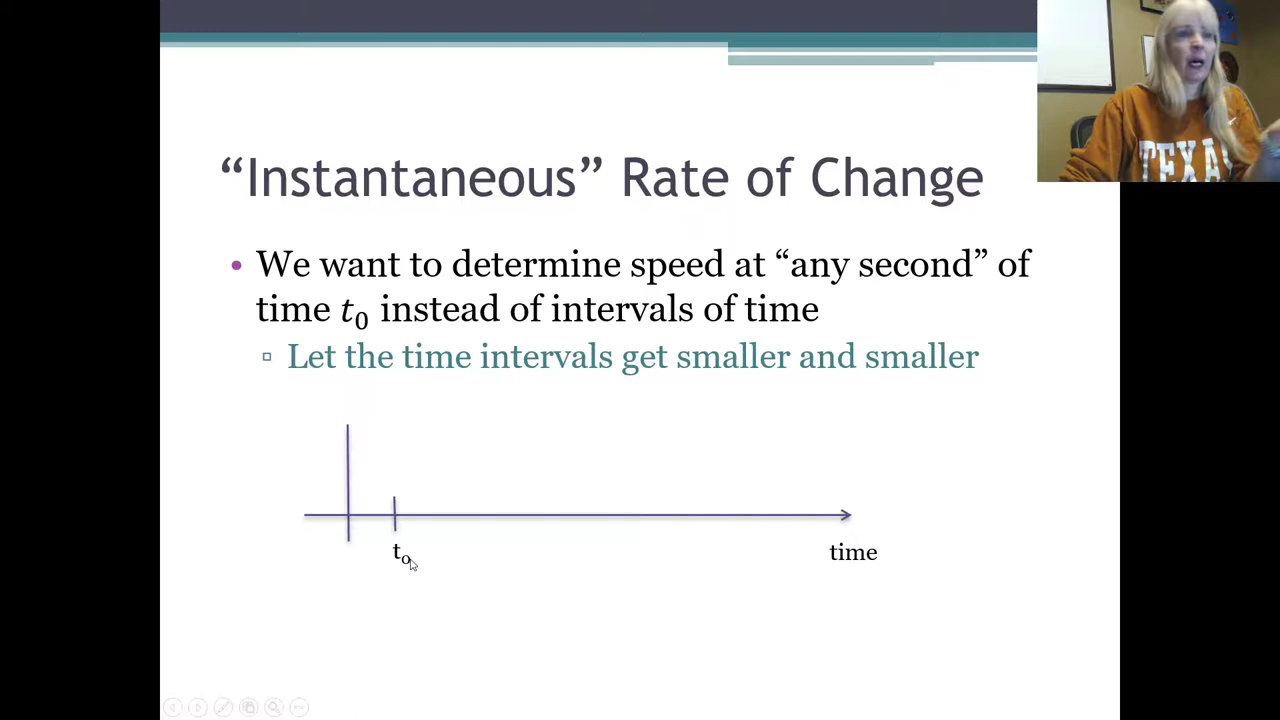 “Instantaneous” Rate of Change
• We want to determine speed at “any second” of
time t₀ instead of intervals of time
▫ Let the time intervals get smaller and smaller
t₀
time
TEXAS